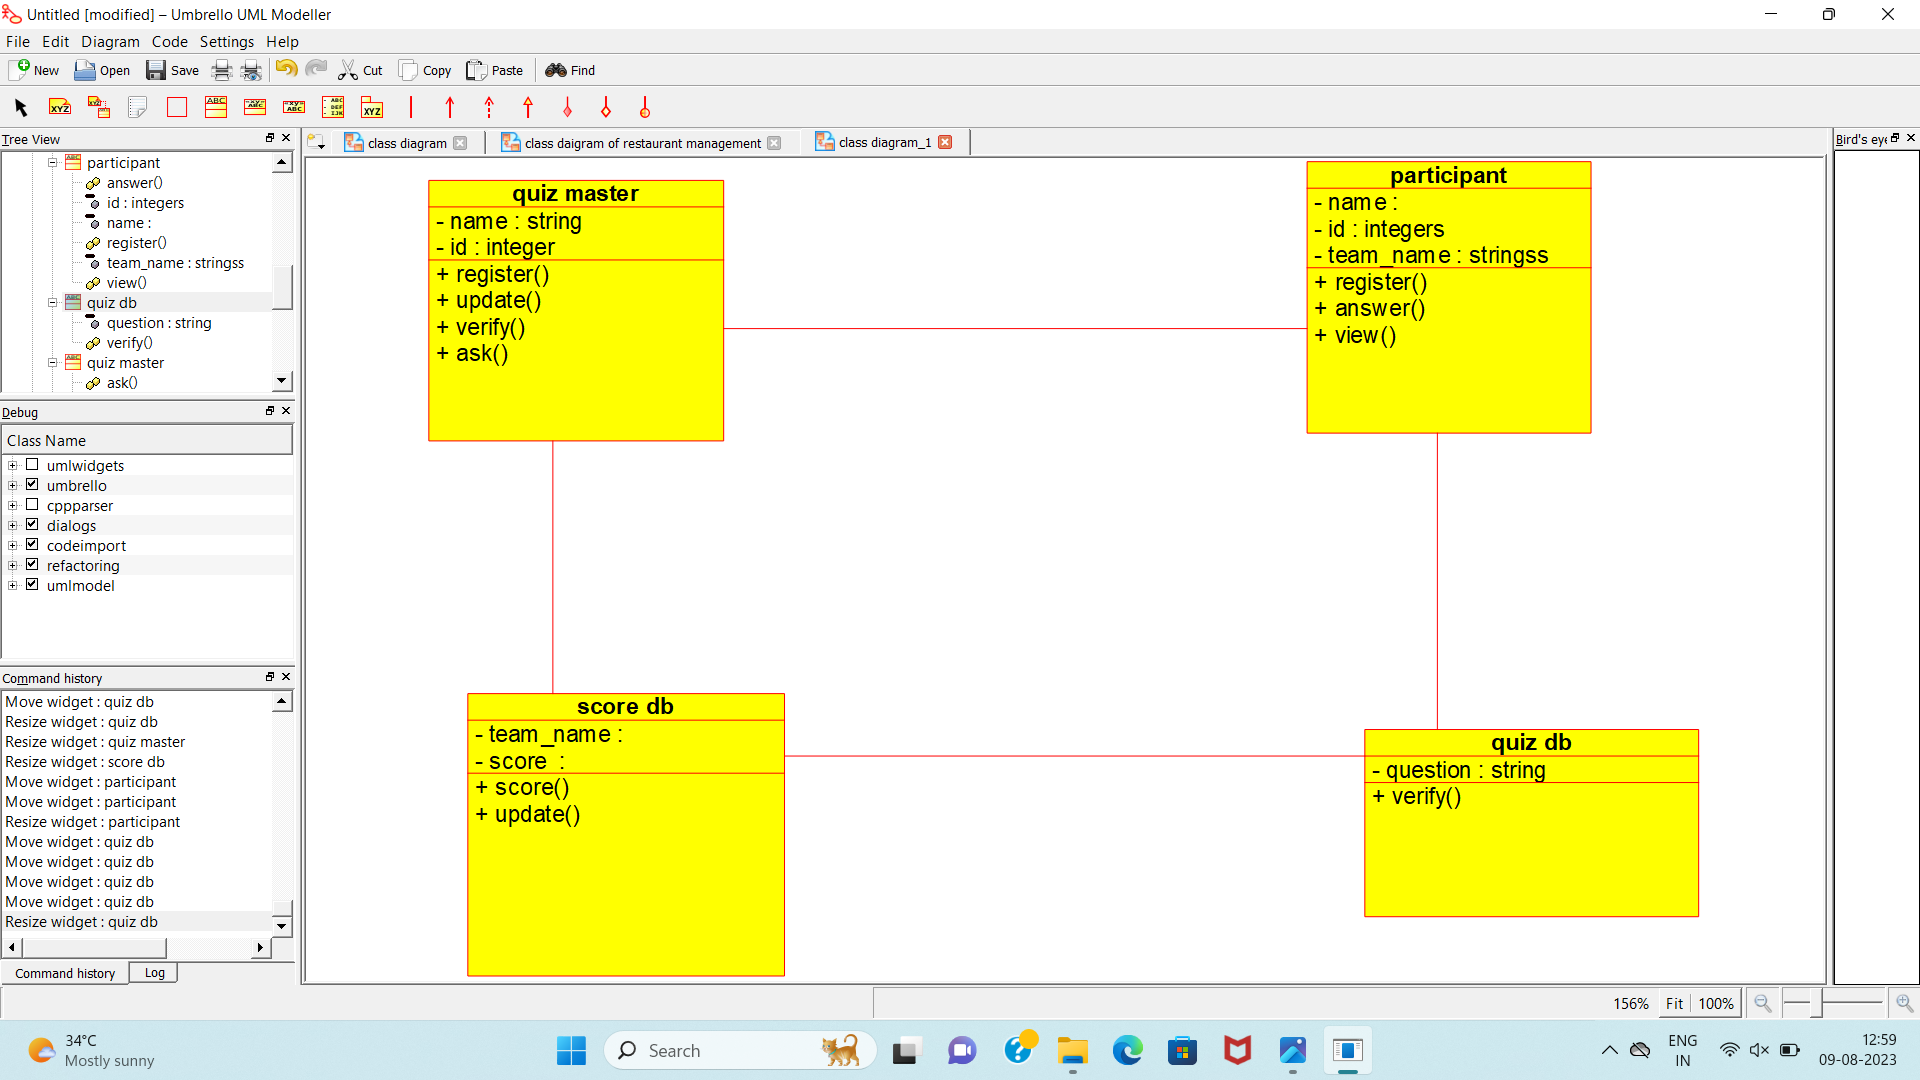 Untitled [modified] – Umbrello UML Modeller
File Edit Diagram Code Settings Help
New Open Save Cut Copy Paste Find
Tree View
participant
answer()
id : integers
name :
register()
team_name : stringss
view()
quiz db
question : string
verify()
quiz master
ask()
Debug
Class Name
umlwidgets
umbrello
cppparser
dialogs
codeimport
refactoring
umlmodel
Command history
Move widget : quiz db
Resize widget : quiz db
Resize widget : quiz master
Resize widget : score db
Move widget : participant
Move widget : participant
Resize widget : participant
Move widget : quiz db
Move widget : quiz db
Move widget : quiz db
Move widget : quiz db
Resize widget : quiz db
Command history Log
class diagram class daigram of restaurant management class diagram_1
Bird's eye
quiz master
- name : string
- id : integer
+ register()
+ update()
+ verify()
+ ask()
participant
- name :
- id : integers
- team_name : stringss
+ register()
+ answer()
+ view()
score db
- team_name :
- score :
+ score()
+ update()
quiz db
- question : string
+ verify()
156% Fit 100%
34°C
Mostly sunny
Search
ENG
IN
12:59
09-08-2023